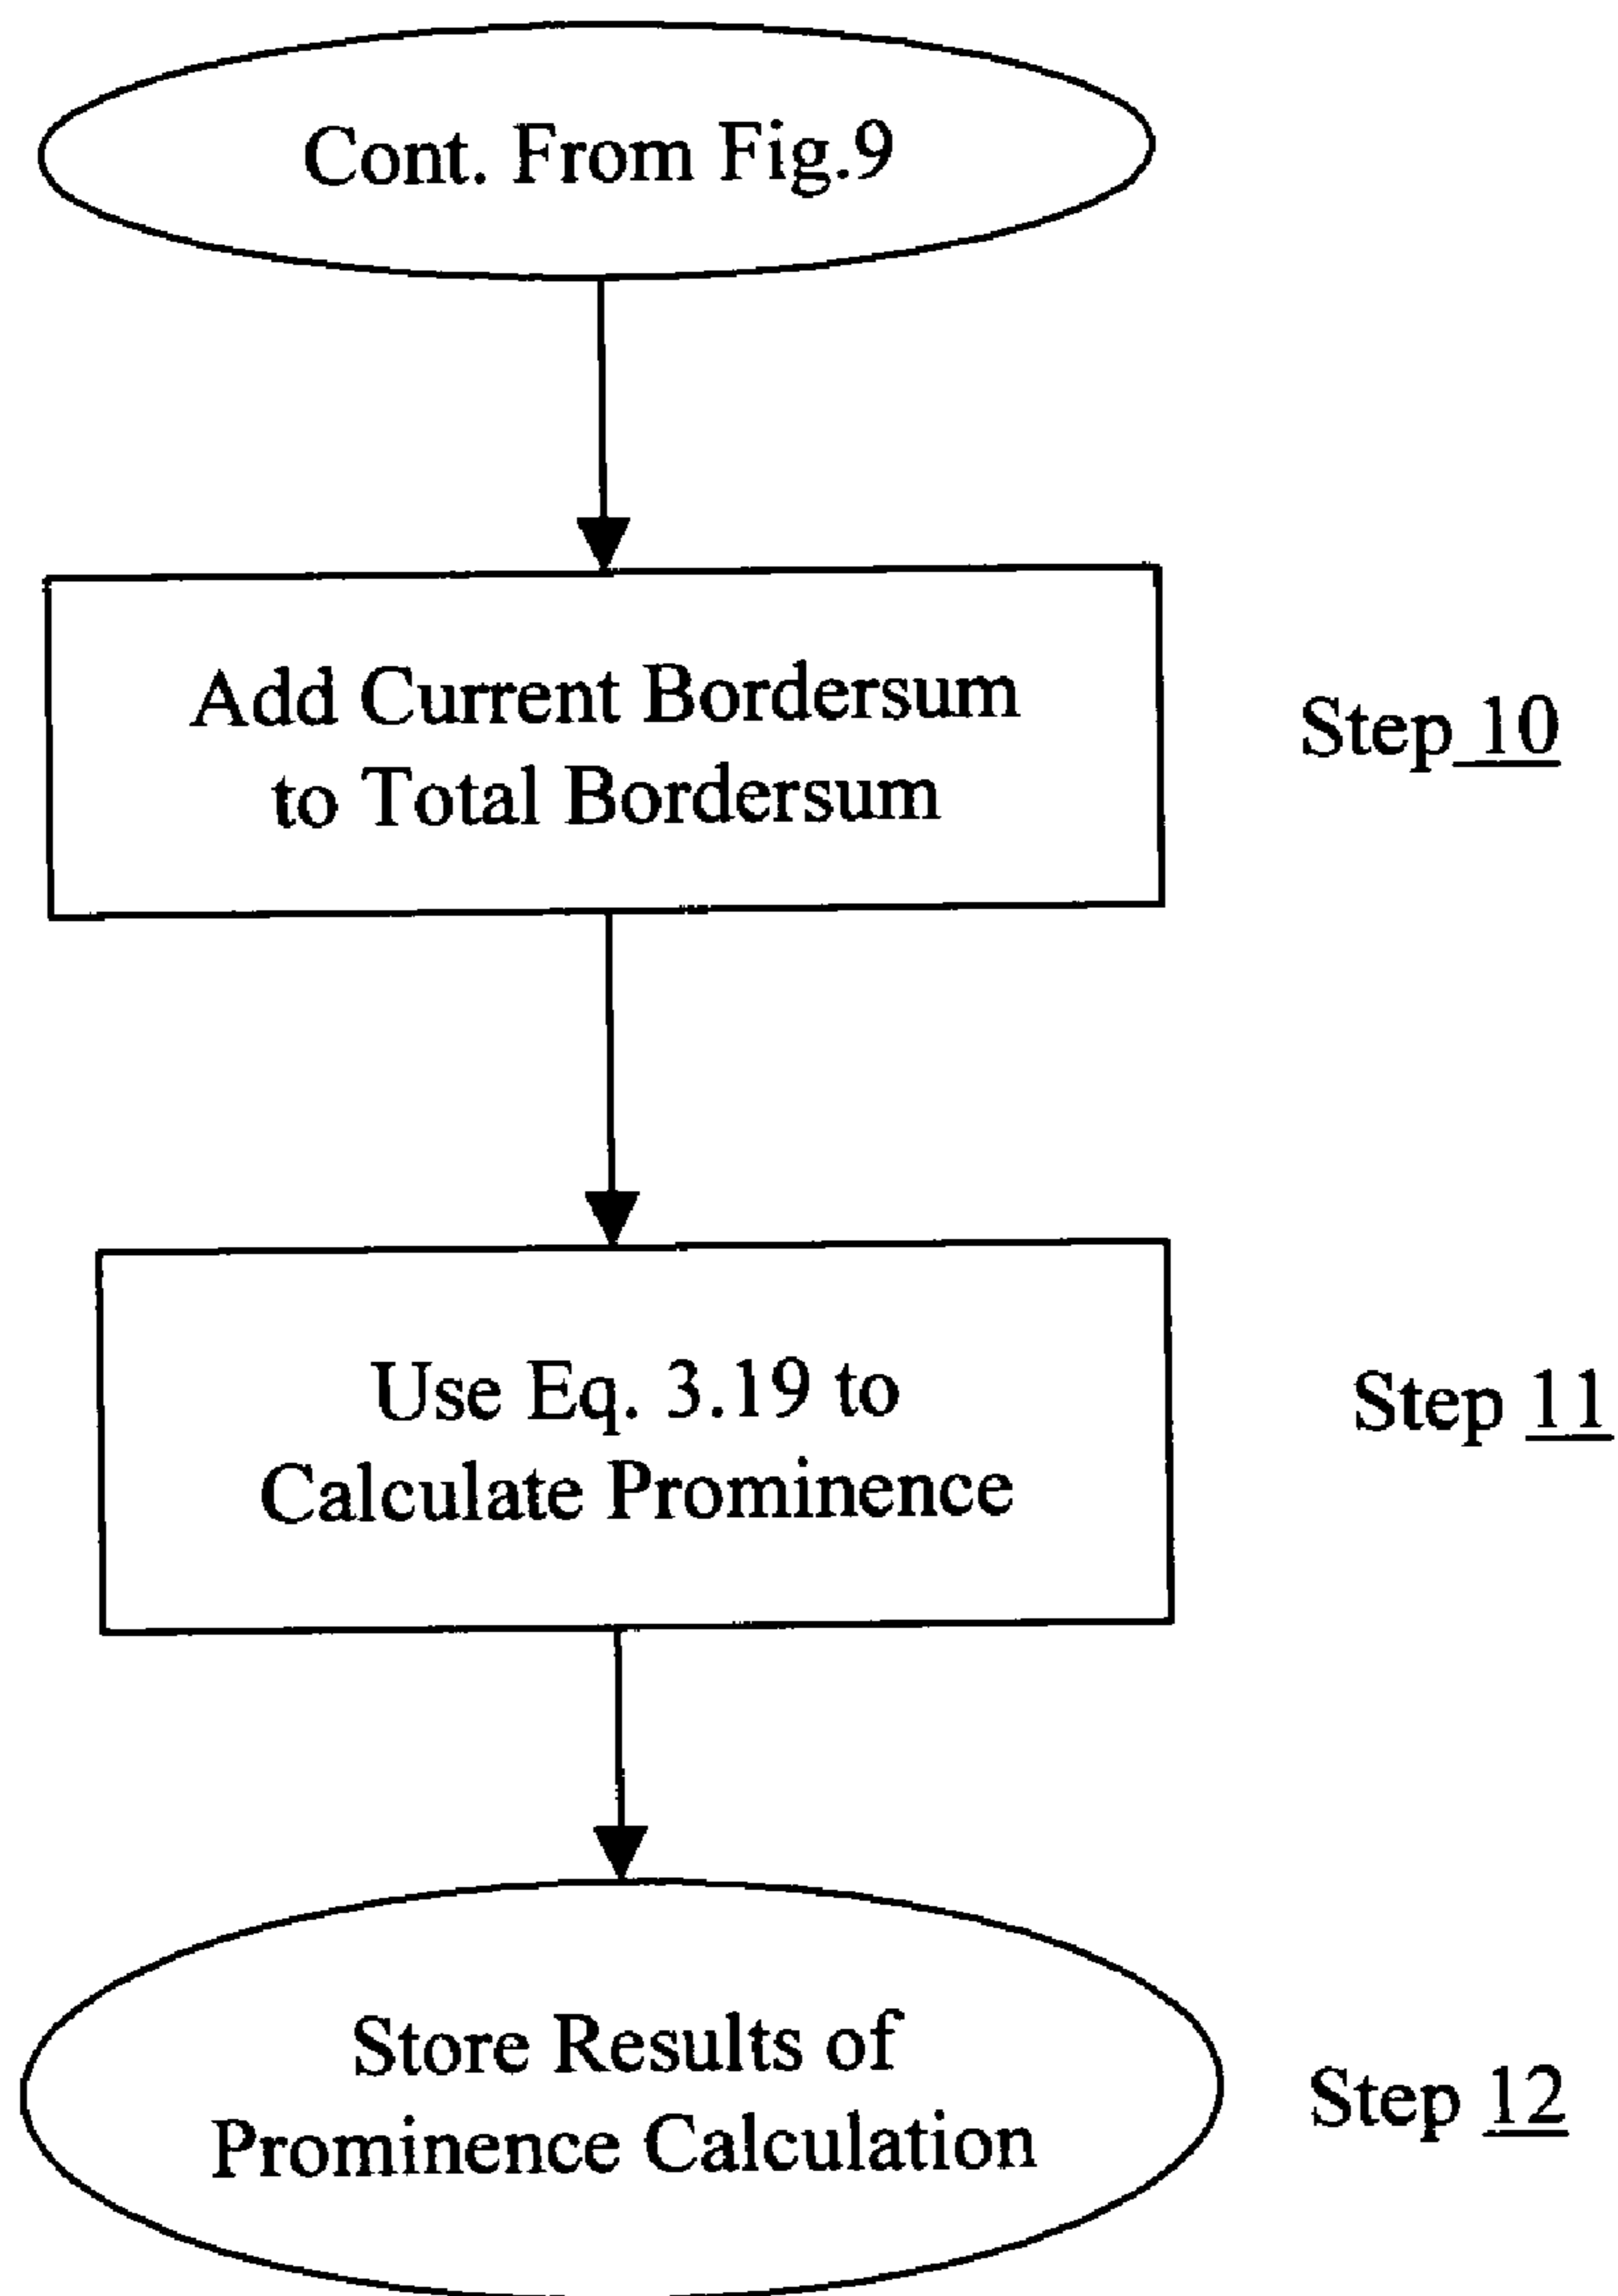 Cont. From Fig.9
Add Current Bordersum
to Total Bordersum
Step 10
Use Eq. 3.19 to
Calculate Prominence
Step 11
Store Results of
Prominence Calculation
Step 12